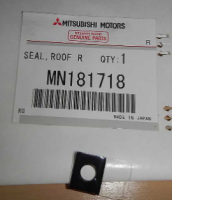 MITSUBISHI MOTORS
GENUINE PARTS
R
SEAL, ROOF R QTY: 1
MN181718
MADE IN JAPAN